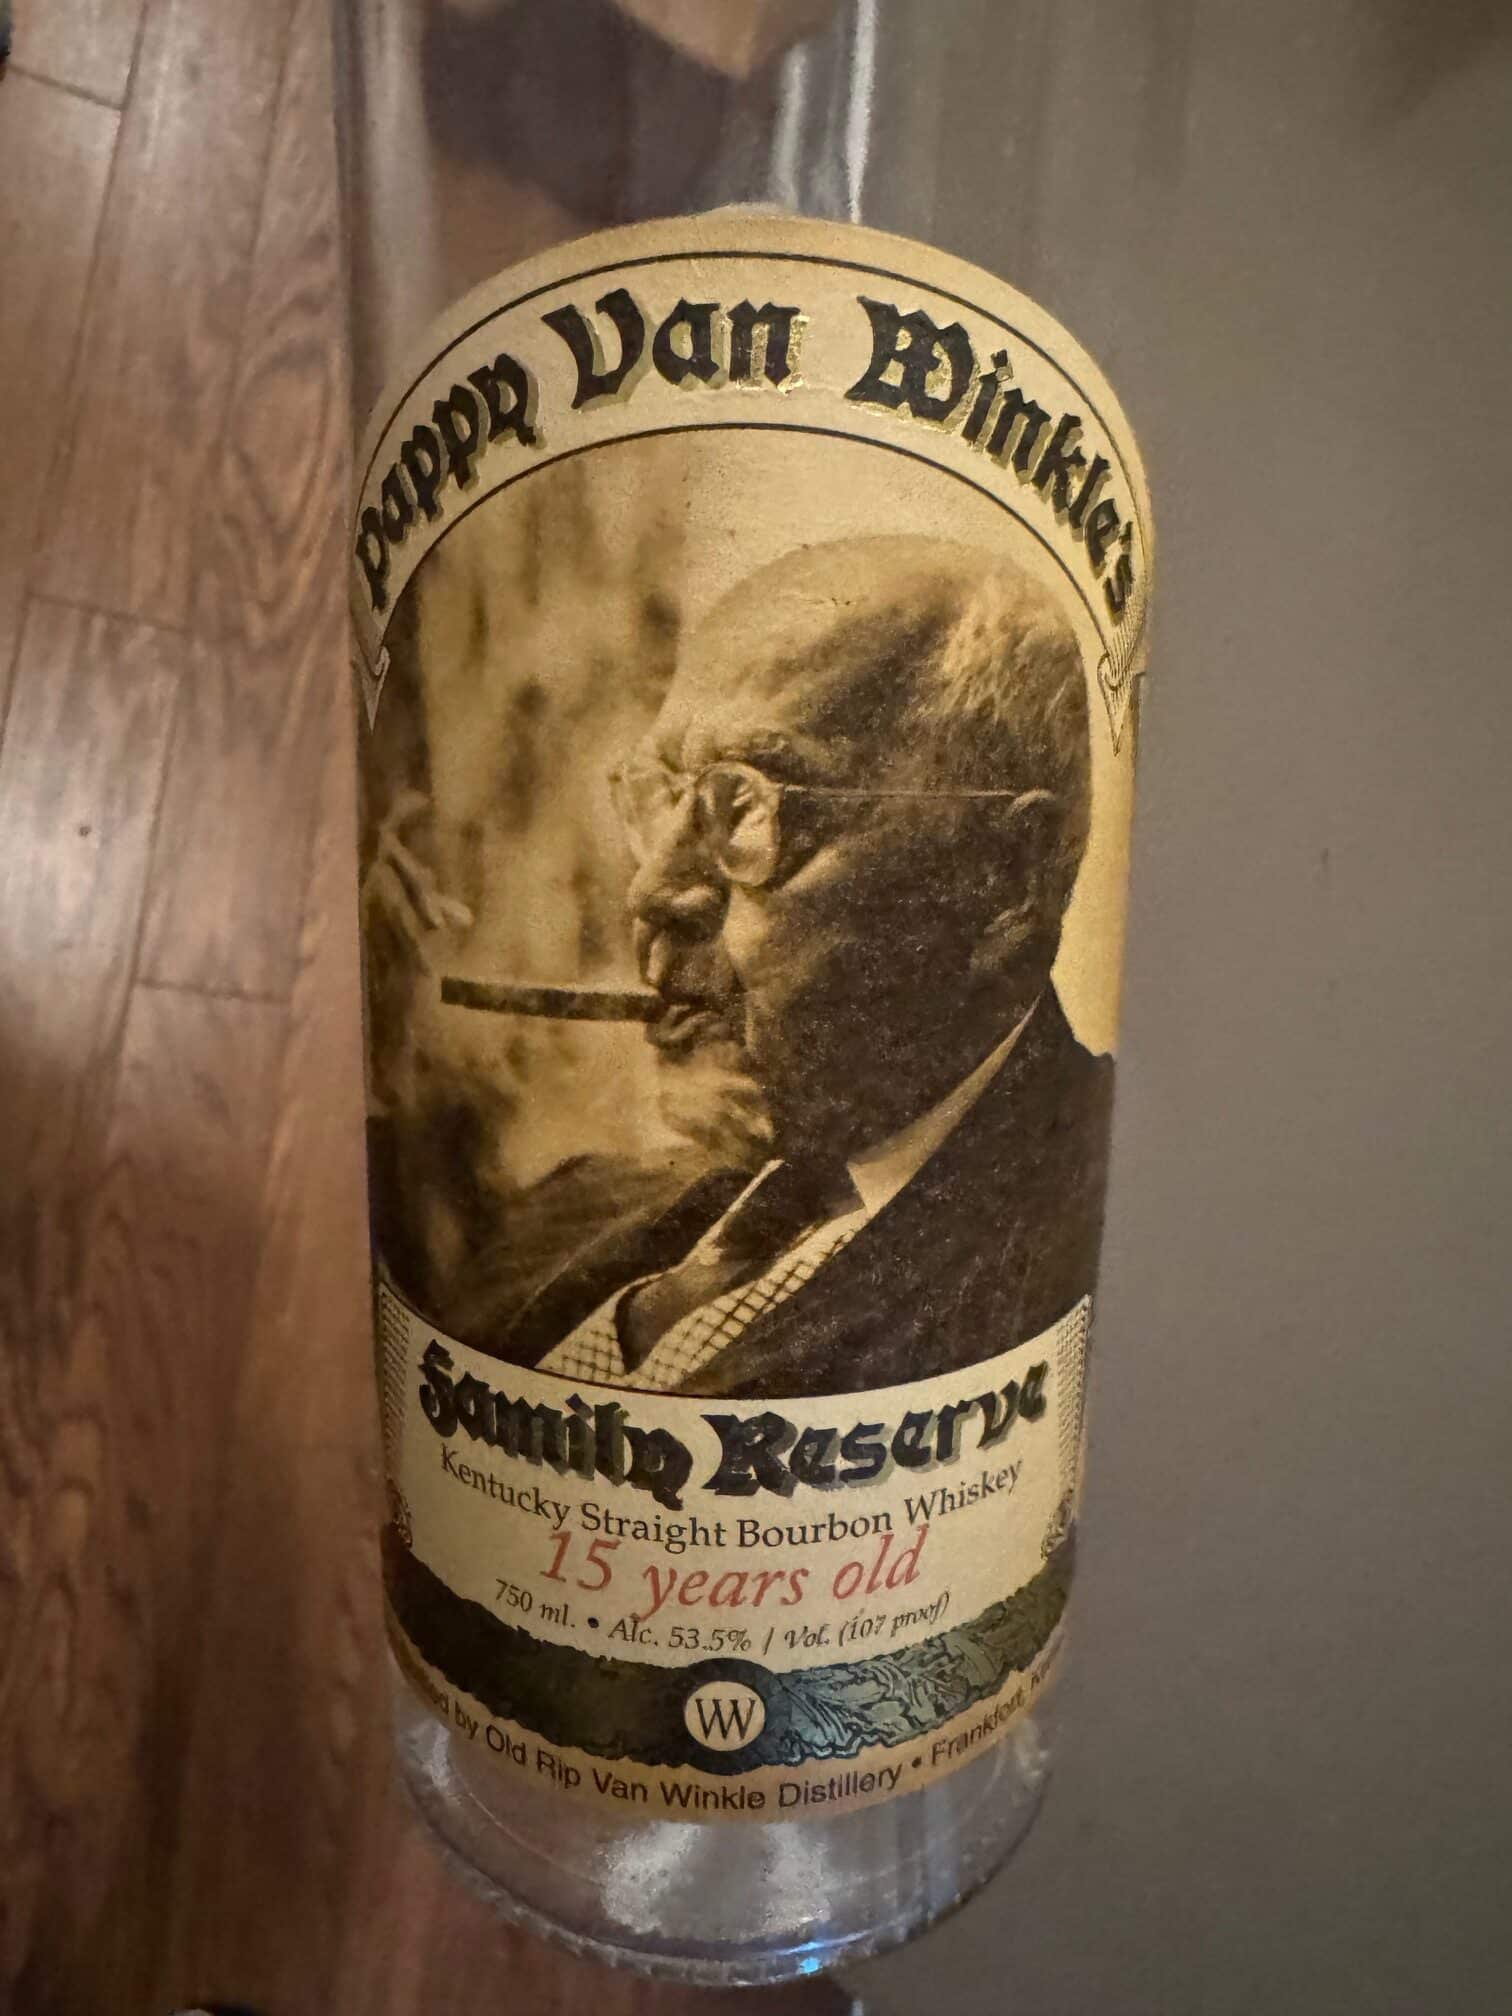 Pappy Van Winkle's
Family Reserve
Kentucky Straight Bourbon Whiskey
15 years old
750 ml. • Alc. 53.5% / Vol. (107 proof)
VW
by Old Rip Van Winkle Distillery • Frankfort,